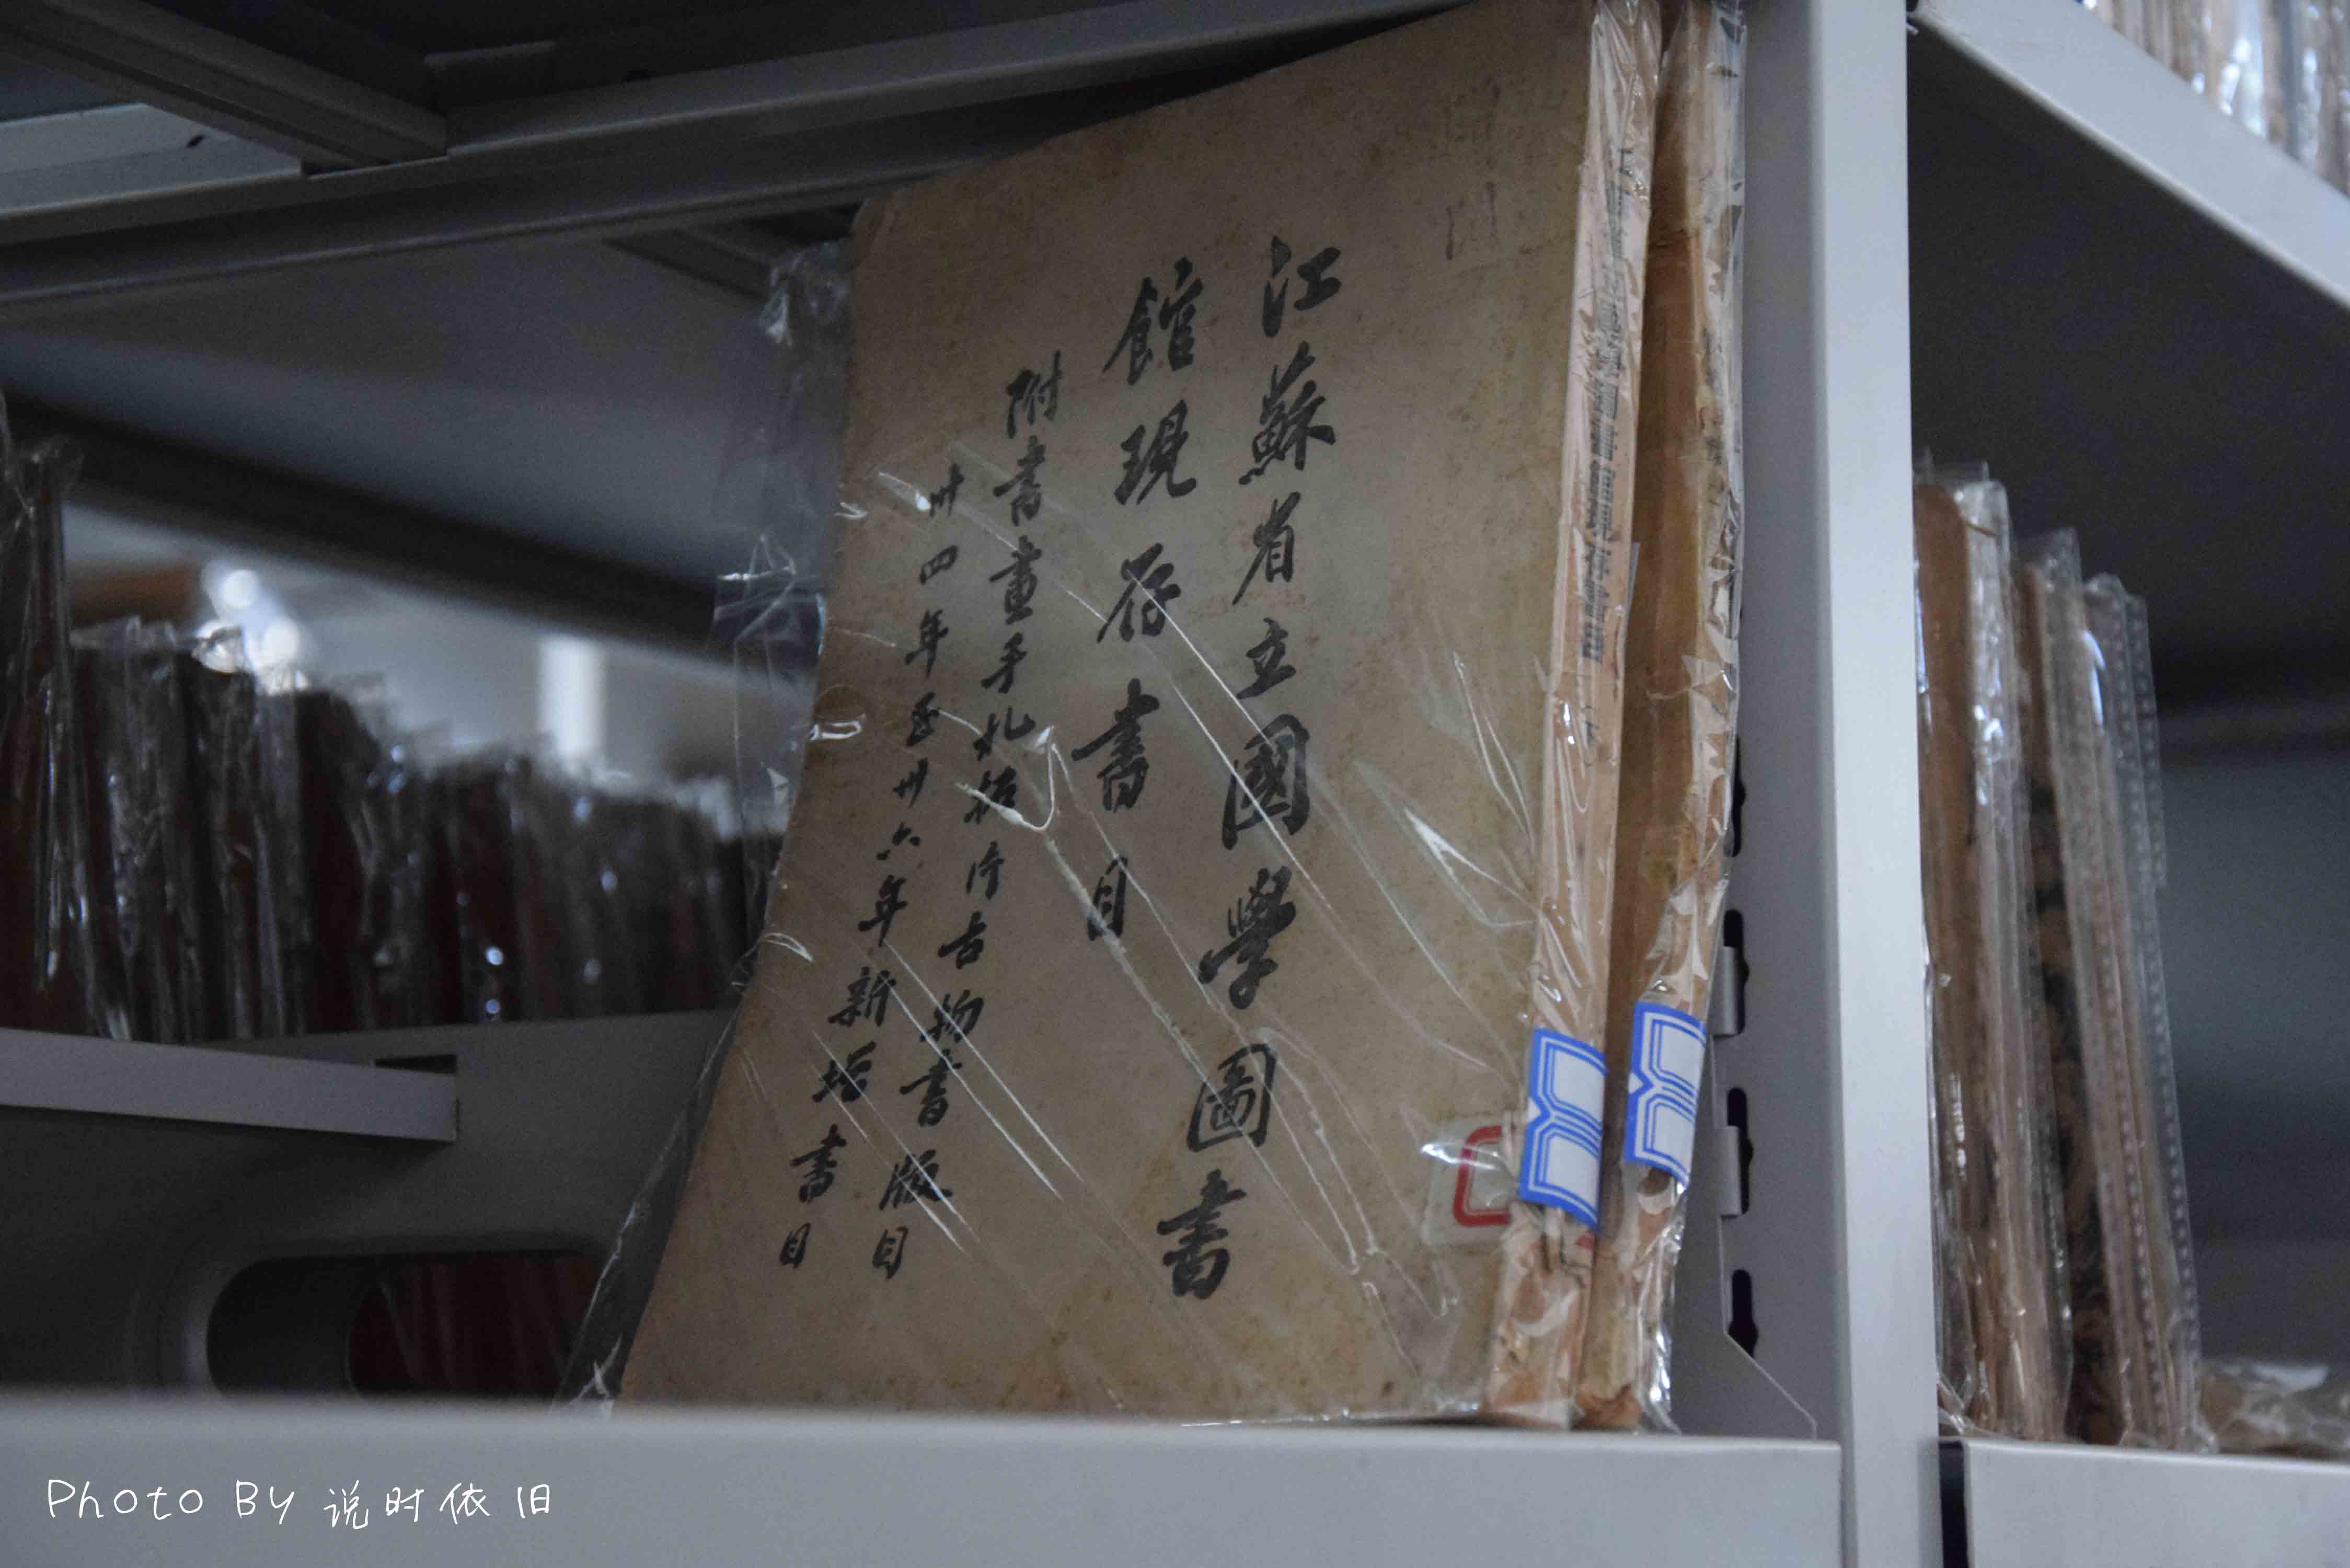 江蘇省立國學圖書
館現存書目
附書畫手札拓片古物書版目
卅四年至卅六年新增書目
Photo By 说时依旧